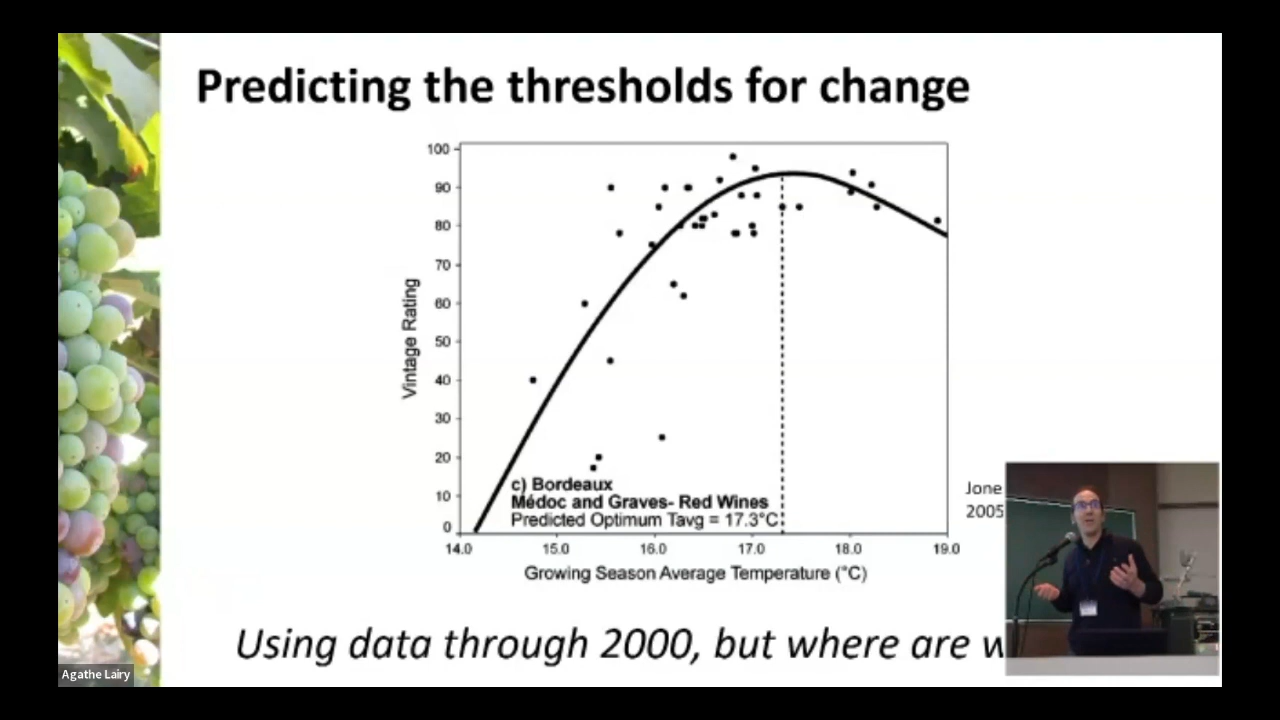 Predicting the thresholds for change
100
90
80
70
60
50
40
30
20
10
0
Vintage Rating
c) Bordeaux
Médoc and Graves- Red Wines
Predicted Optimum Tavg = 17.3°C
14.0 15.0 16.0 17.0 18.0 19.0
Growing Season Average Temperature (°C)
Jone
2005
Using data through 2000, but where are w
Agathe Lairy